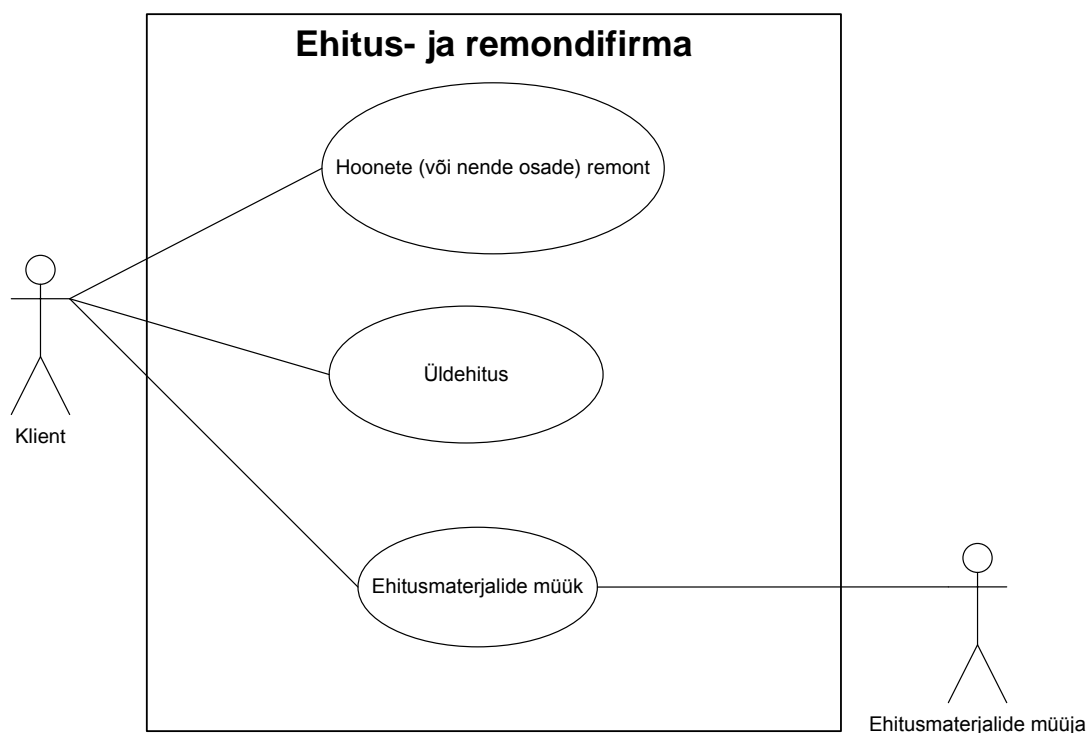 Ehitus- ja remondifirma
Hoonete (või nende osade) remont
Üldehitus
Klient
Ehitusmaterjalide müük
Ehitusmaterjalide müüja